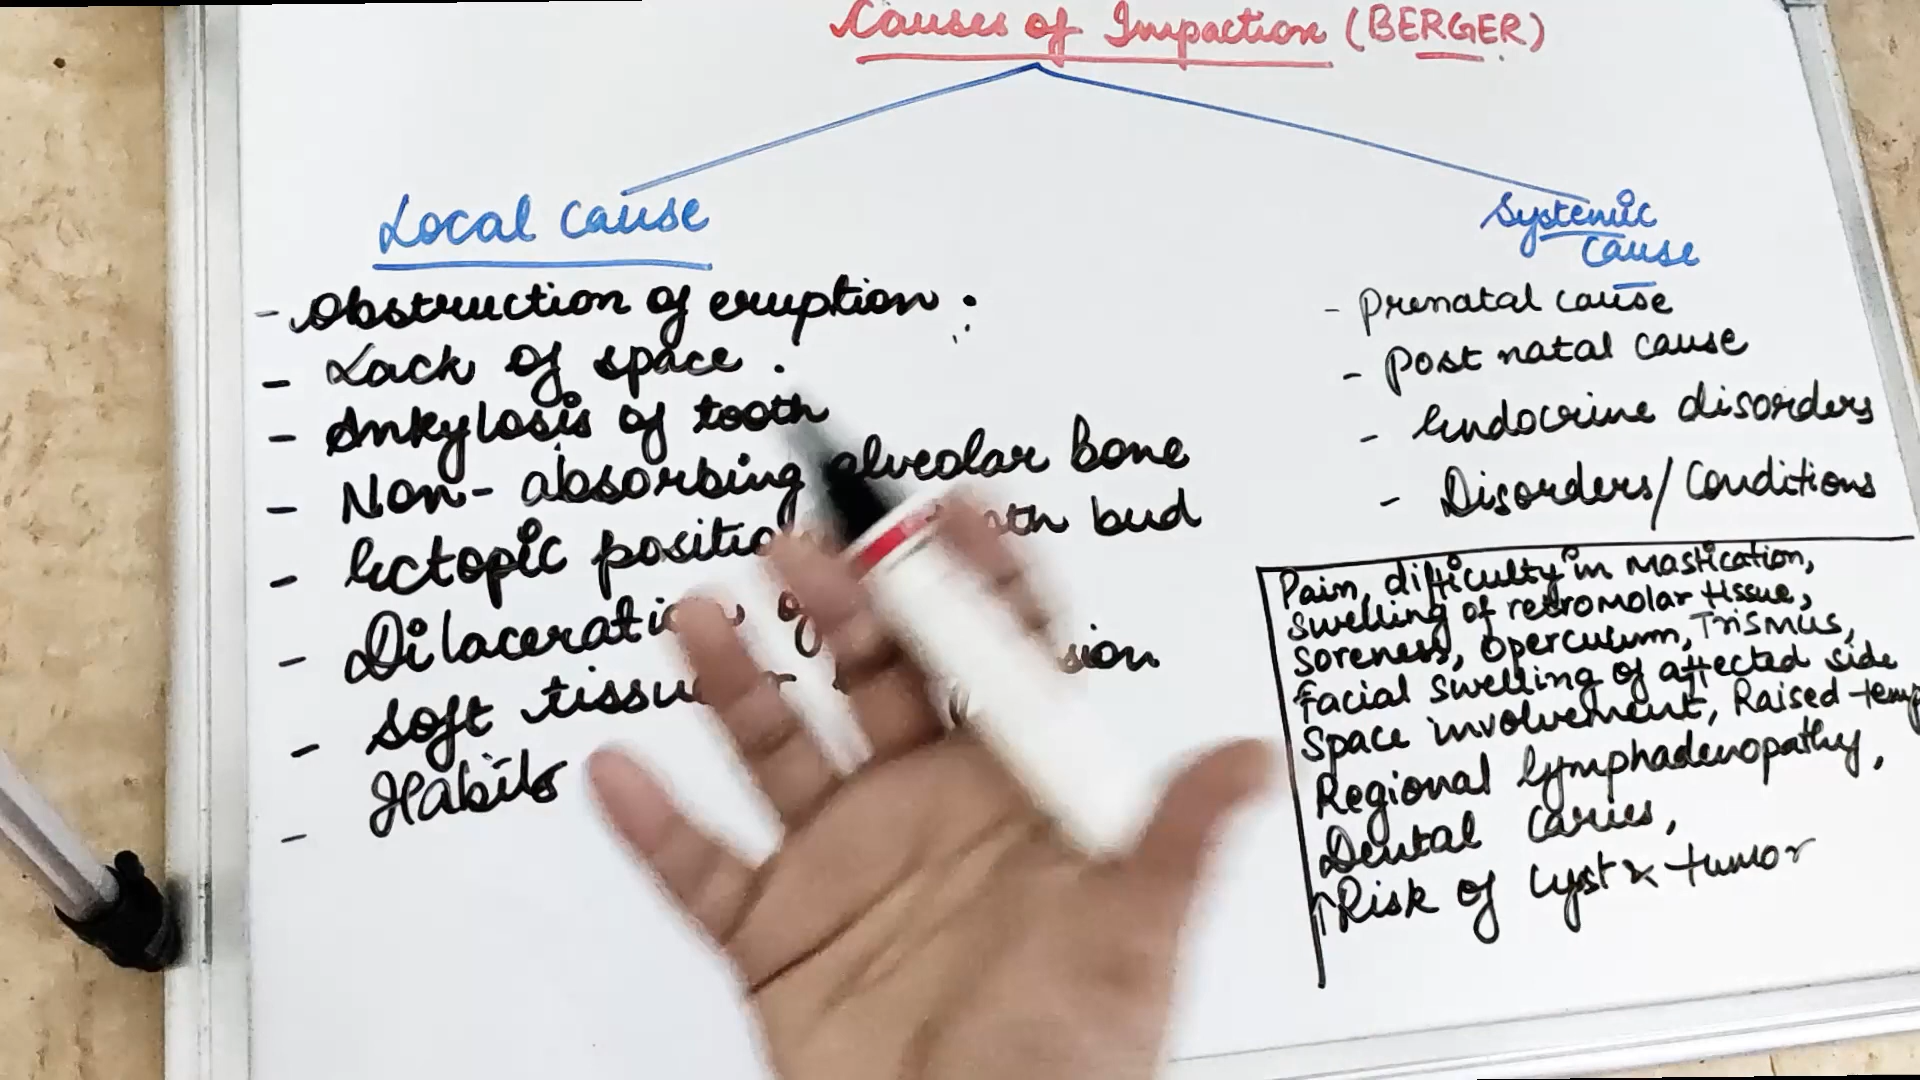 Causes of Impaction (BERGER)
Local cause
- Obstruction of eruption.
- Lack of space.
- Ankylosis of tooth
- Non-absorbing alveolar bone
- Ectopic bud
-
- Soft
- Habits
Systemic
cause
- Prenatal cause
- Post natal cause
- Endocrine disorders
- Disorders/Conditions
Pain, difficulty in Mastication,
Swelling of retromolar tissue,
Soreness, Operculum, Trismus,
Facial swelling of affected side
Space involvement, Raised temp
Regional lymphadenopathy,
Dental caries,
↑Risk of Cyst & tumor